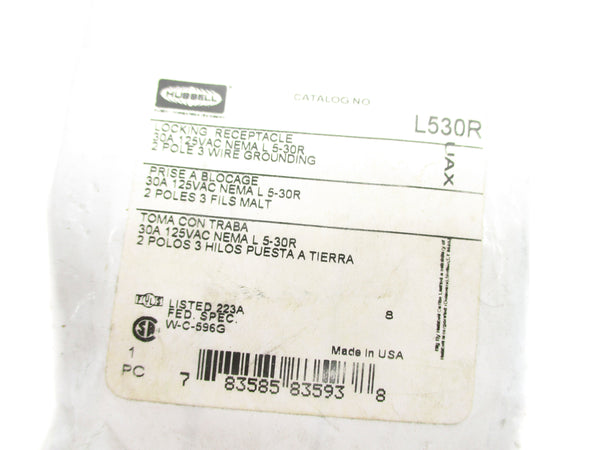 HUBBELL
CATALOG NO
L530R
LOCKING RECEPTACLE
30A 125VAC NEMA L 5-30R
2 POLE 3 WIRE GROUNDING
UAX
PRISE A BLOCAGE
30A 125VAC NEMA L 5-30R
2 POLES 3 FILS MALT
TOMA CON TRABA
30A 125VAC NEMA L 5-30R
2 POLOS 3 HILOS PUESTA A TIERRA
LISTED 223A
FED. SPEC.
W-C-596G
8
1
PC
Made in USA
7 83585 83593 8